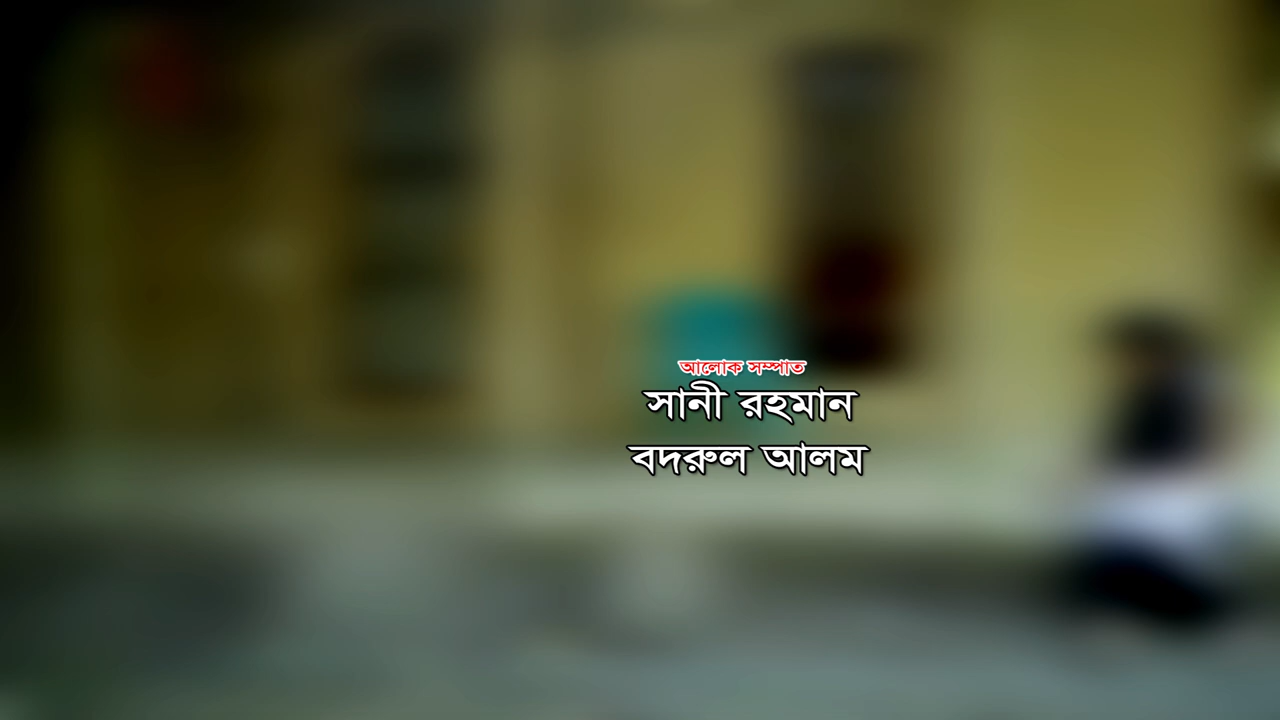 আলোক সম্পাত
সানী রহমান
বদরুল আলম